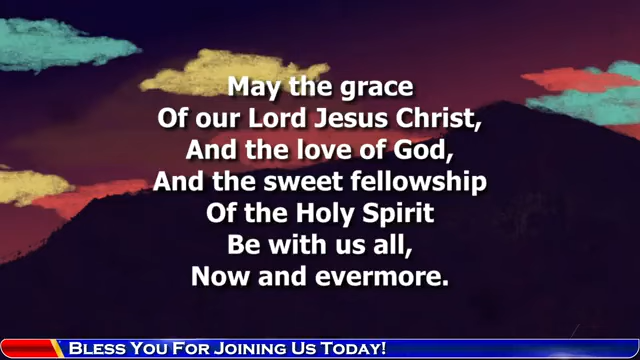 May the grace
Of our Lord Jesus Christ,
And the love of God,
And the sweet fellowship
Of the Holy Spirit
Be with us all,
Now and evermore.
Bless You For Joining Us Today!